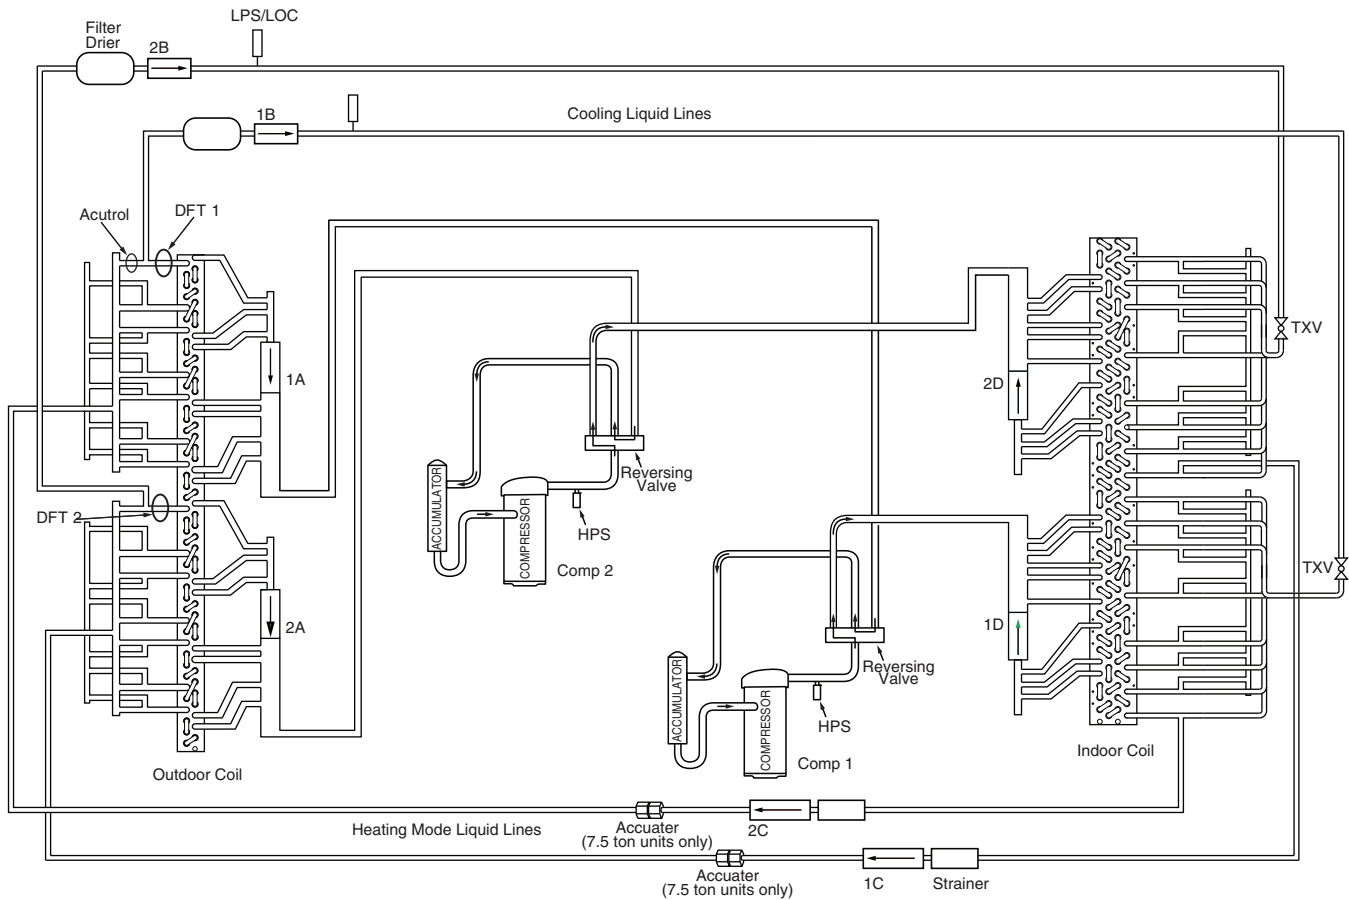 LPS/LOC
Filter
Drier
2B
1B
Cooling Liquid Lines
Acutrol
DFT 1
TXV
1A
2D
Reversing
Valve
ACCUMULATOR
COMPRESSOR
HPS
Comp 2
DFT 2
TXV
2A
1D
Reversing
Valve
ACCUMULATOR
COMPRESSOR
HPS
Comp 1
Indoor Coil
Outdoor Coil
Heating Mode Liquid Lines
Accuater
(7.5 ton units only)
2C
Accuater
(7.5 ton units only)
1C
Strainer